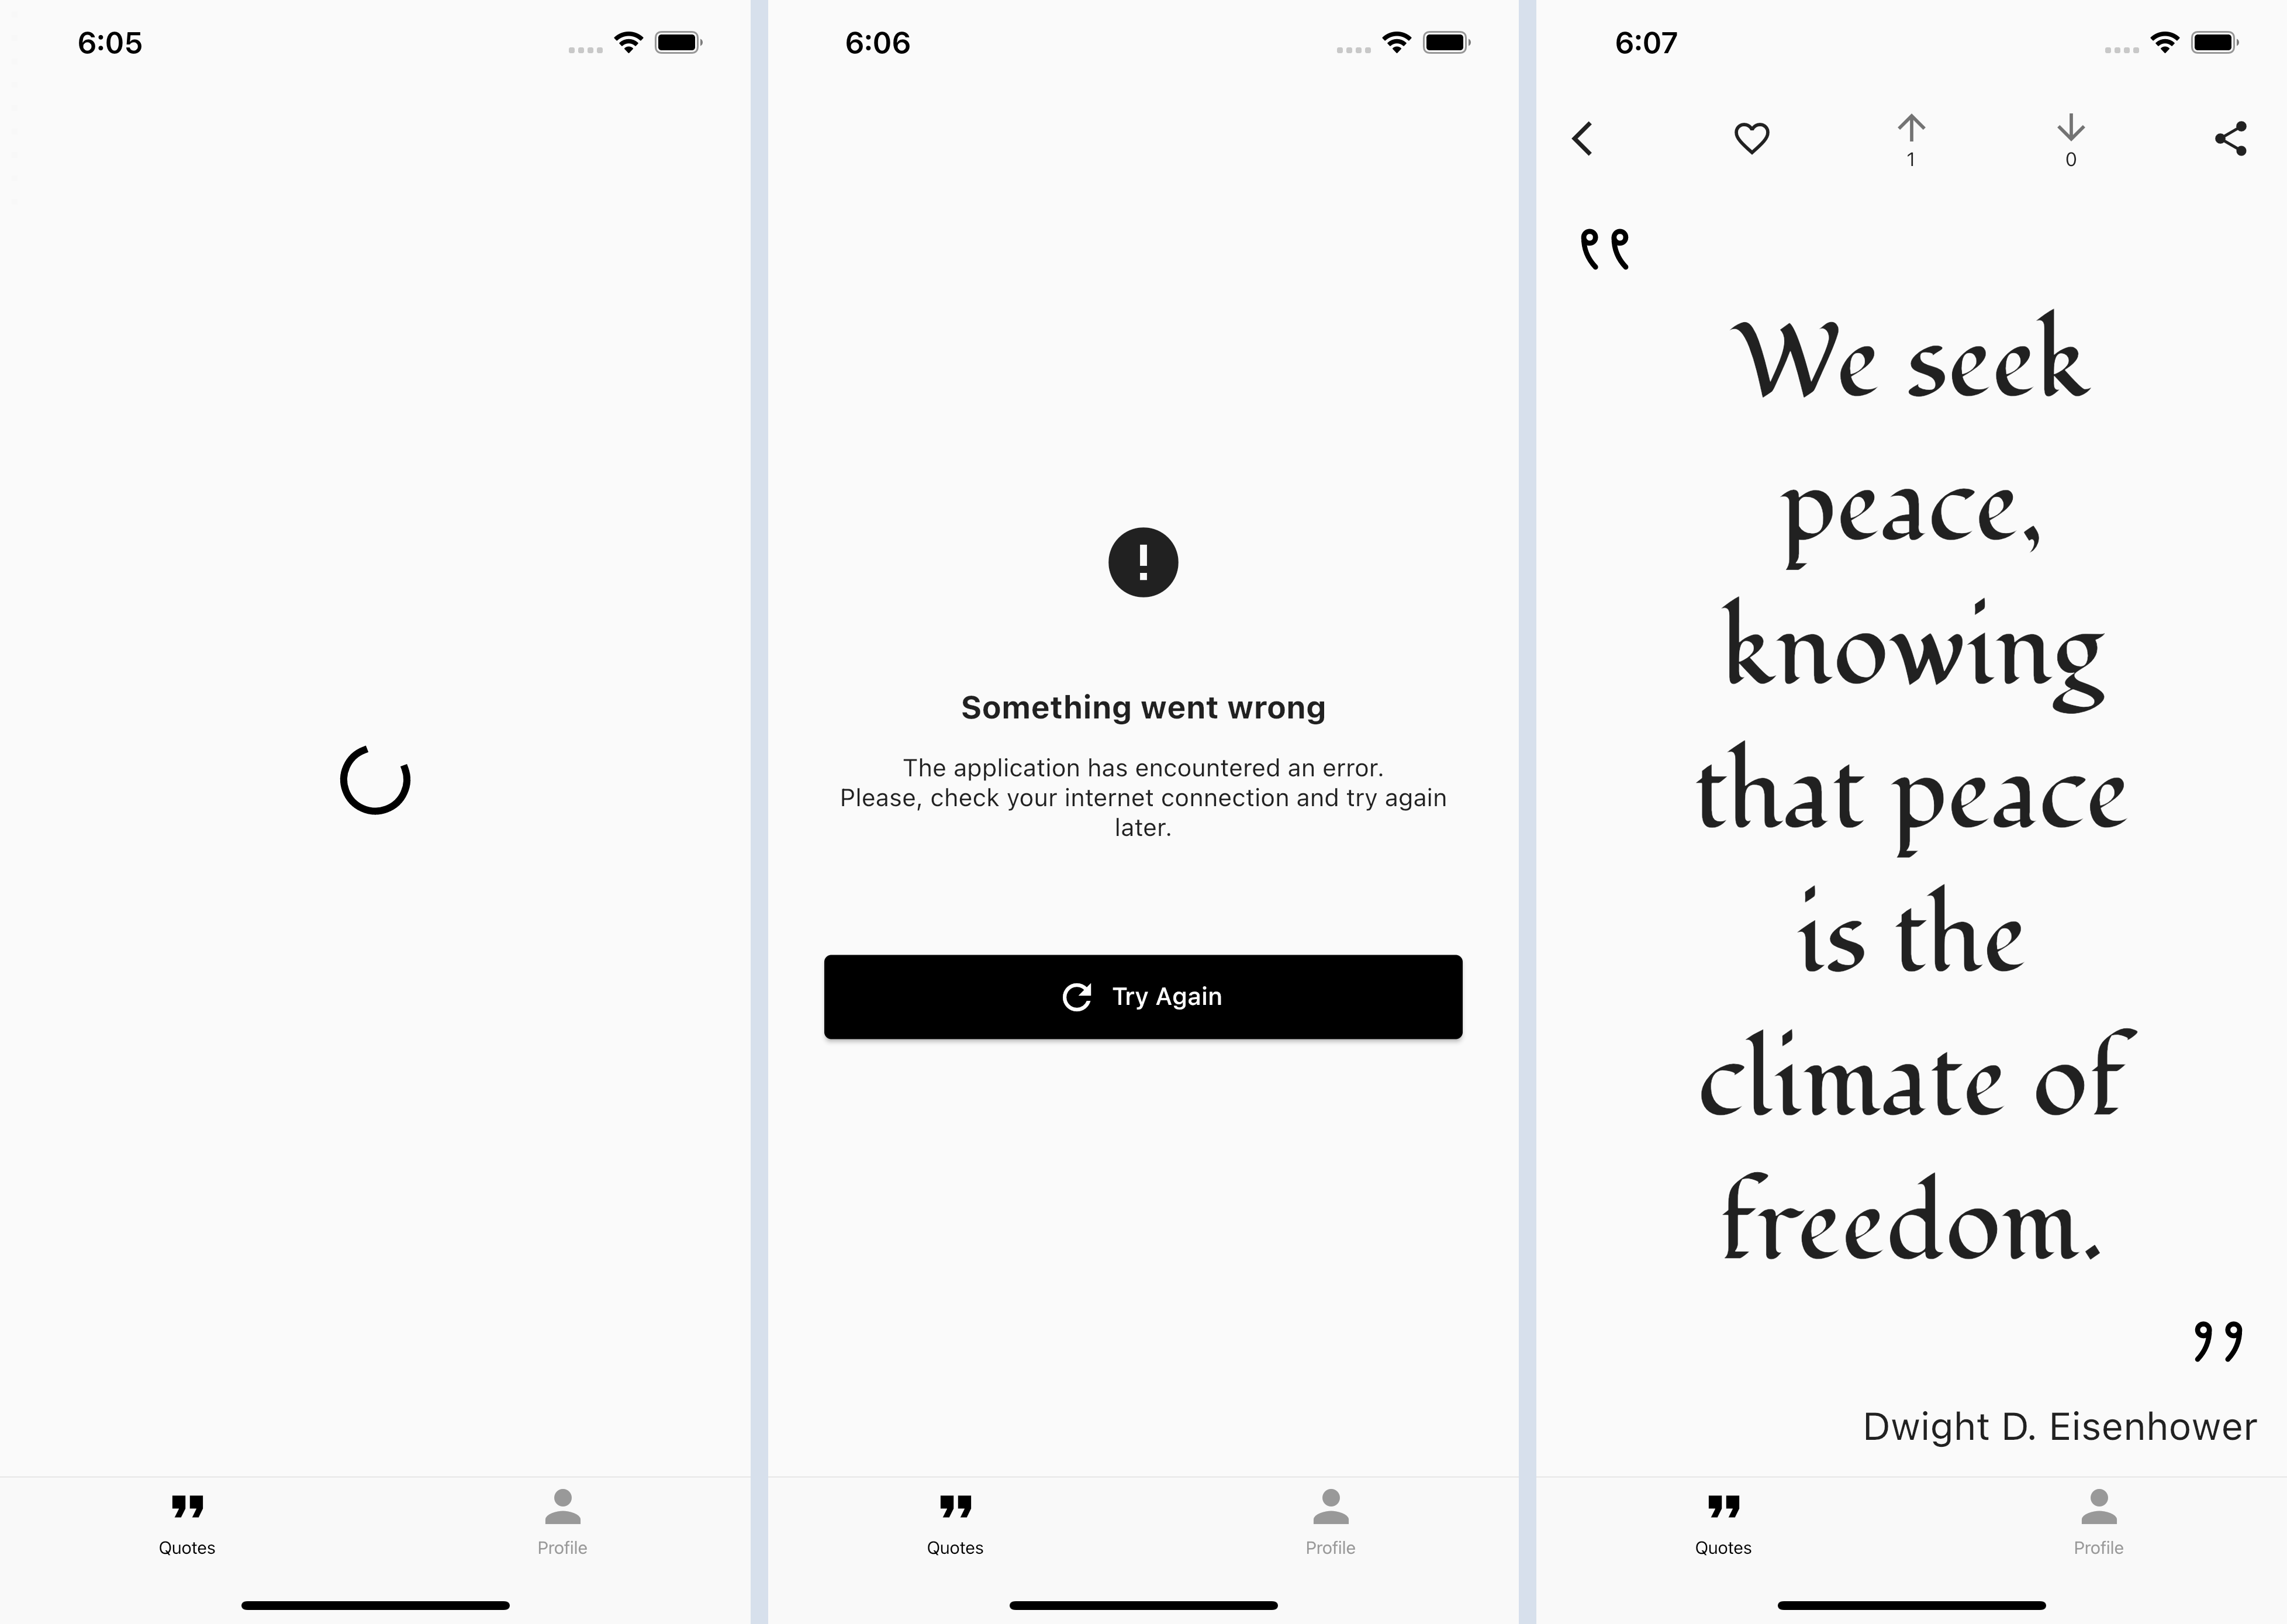 6:05
Quotes
Profile
6:06
Something went wrong
The application has encountered an error.
Please, check your internet connection and try again
later.
Try Again
Quotes
Profile
6:07
1
0
“
We seek
peace,
knowing
that peace
is the
climate of
freedom.
”
Dwight D. Eisenhower
Quotes
Profile